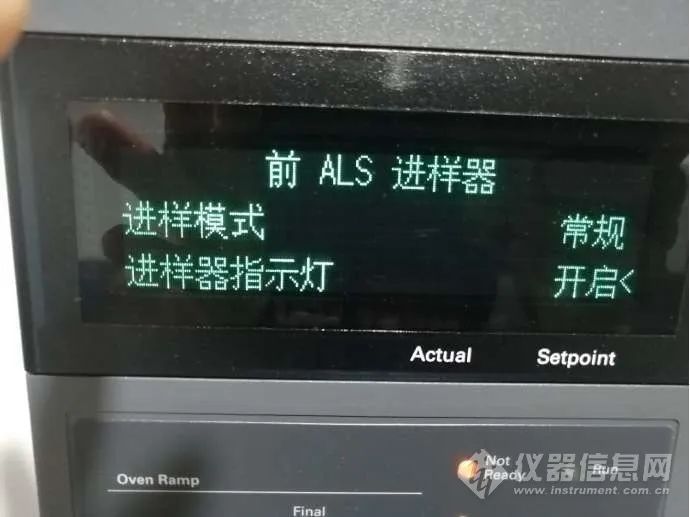 前 ALS 进样器
进样模式 常规
进样器指示灯 开启<
Actual Setpoint
Not
Ready
Run
Oven Ramp
Final
仪器信息网
www.instrument.com.cn